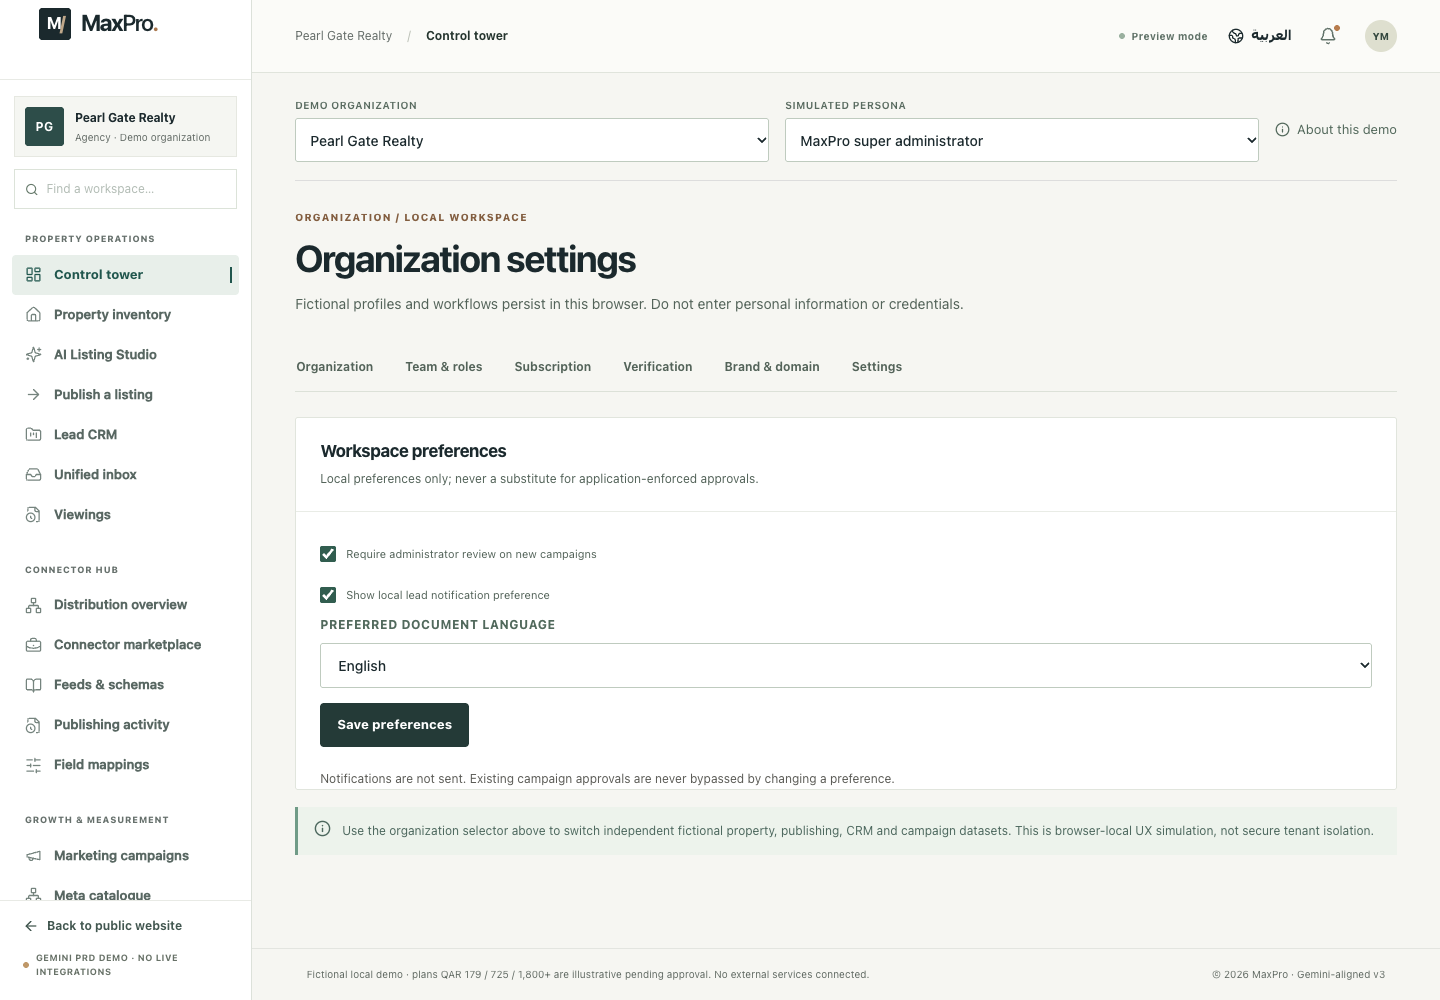 M/ MaxPro.
PG
Pearl Gate Realty
Agency · Demo organization
Find a workspace...
PROPERTY OPERATIONS
Control tower
Property inventory
AI Listing Studio
Publish a listing
Lead CRM
Unified inbox
Viewings
CONNECTOR HUB
Distribution overview
Connector marketplace
Feeds & schemas
Publishing activity
Field mappings
GROWTH & MEASUREMENT
Marketing campaigns
Meta catalogue
Back to public website
GEMINI PRD DEMO · NO LIVE
INTEGRATIONS
Pearl Gate Realty / Control tower
Preview mode
العربية
YM
DEMO ORGANIZATION
Pearl Gate Realty
SIMULATED PERSONA
MaxPro super administrator
About this demo
ORGANIZATION / LOCAL WORKSPACE
Organization settings
Fictional profiles and workflows persist in this browser. Do not enter personal information or credentials.
Organization Team & roles Subscription Verification Brand & domain Settings
Workspace preferences
Local preferences only; never a substitute for application-enforced approvals.
Require administrator review on new campaigns
Show local lead notification preference
PREFERRED DOCUMENT LANGUAGE
English
Save preferences
Notifications are not sent. Existing campaign approvals are never bypassed by changing a preference.
Use the organization selector above to switch independent fictional property, publishing, CRM and campaign datasets. This is browser-local UX simulation, not secure tenant isolation.
Fictional local demo · plans QAR 179 / 725 / 1,800+ are illustrative pending approval. No external services connected.
© 2026 MaxPro · Gemini-aligned v3